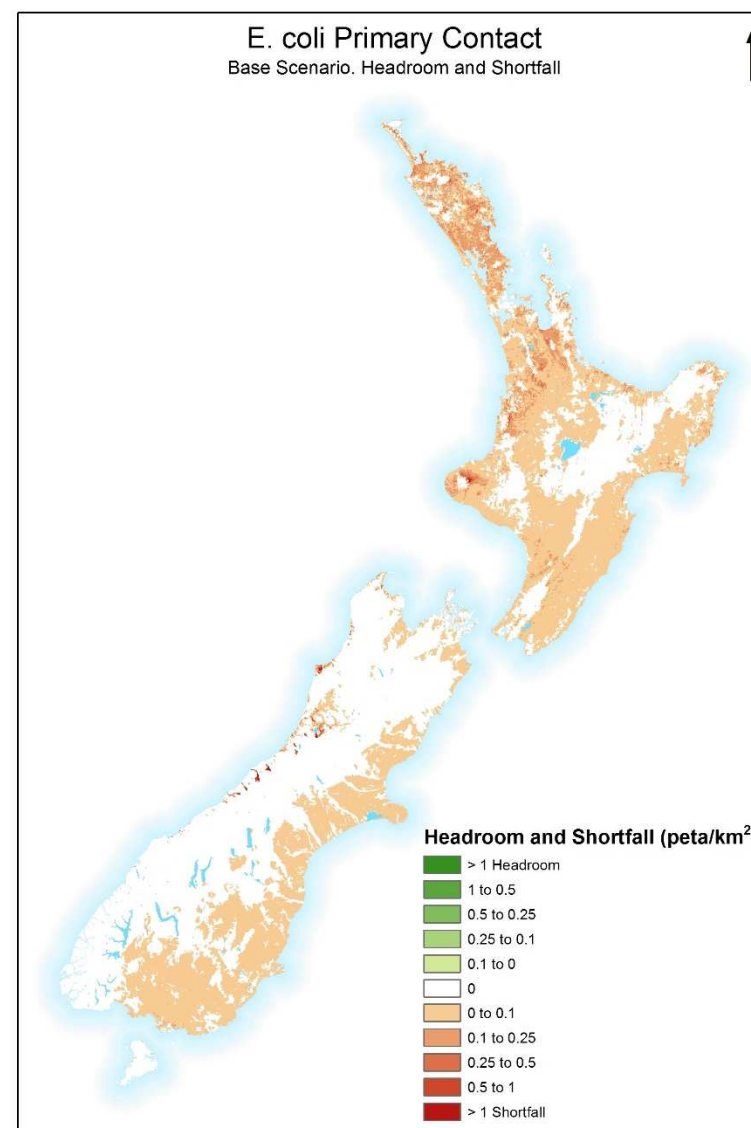 E. coli Primary Contact
Base Scenario. Headroom and Shortfall
Headroom and Shortfall (peta/km²
> 1 Headroom
1 to 0.5
0.5 to 0.25
0.25 to 0.1
0.1 to 0
0
0 to 0.1
0.1 to 0.25
0.25 to 0.5
0.5 to 1
> 1 Shortfall